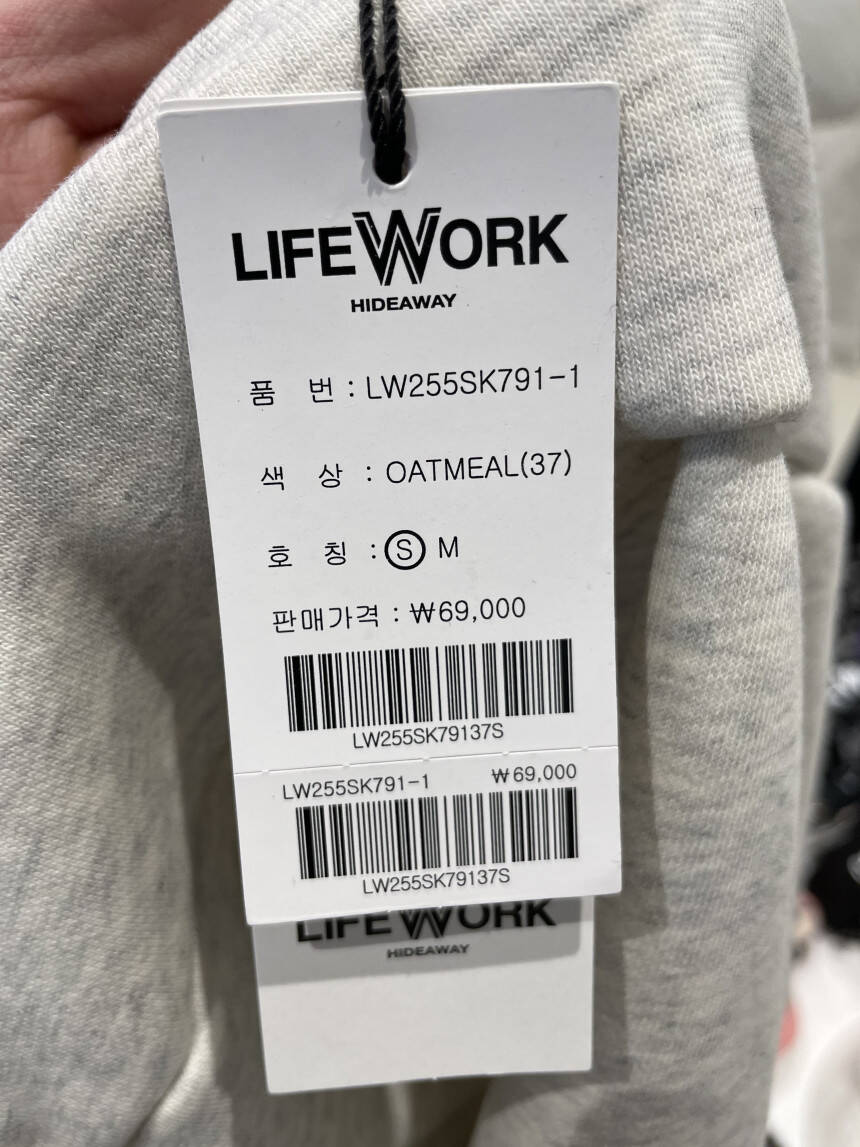 LIFEWORK
HIDEAWAY
품 번 : LW255SK791-1
색 상 : OATMEAL(37)
호 칭 : Ⓢ M
판매가격 : ₩69,000
LW255SK79137S
LW255SK791-1 ₩69,000
LW255SK79137S
LIFEWORK
HIDEAWAY